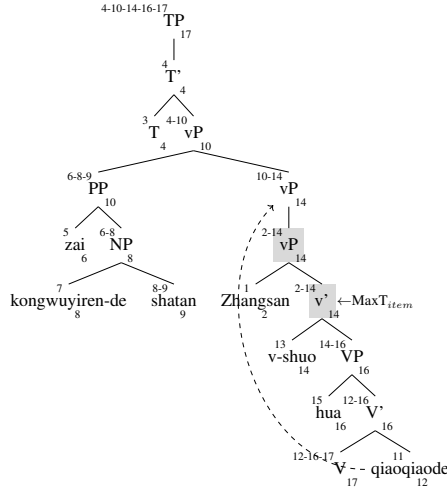 4-10-14-16-17 TP 17
4 T' 4
3 T 4 4-10 vP 10
6-8-9 PP 10 10-14 vP 14
5 zai 6 6-8 NP 8 2-14 vP 14
7 kongwuyiren-de 8 8-9 shatan 9 1 Zhangsan 2 2-14 v' 14 ←MaxT item
13 v-shuo 14 14-16 VP 16
15 hua 16 12-16 V' 16
12-16-17 V 17 11 qiaoqiaode 12